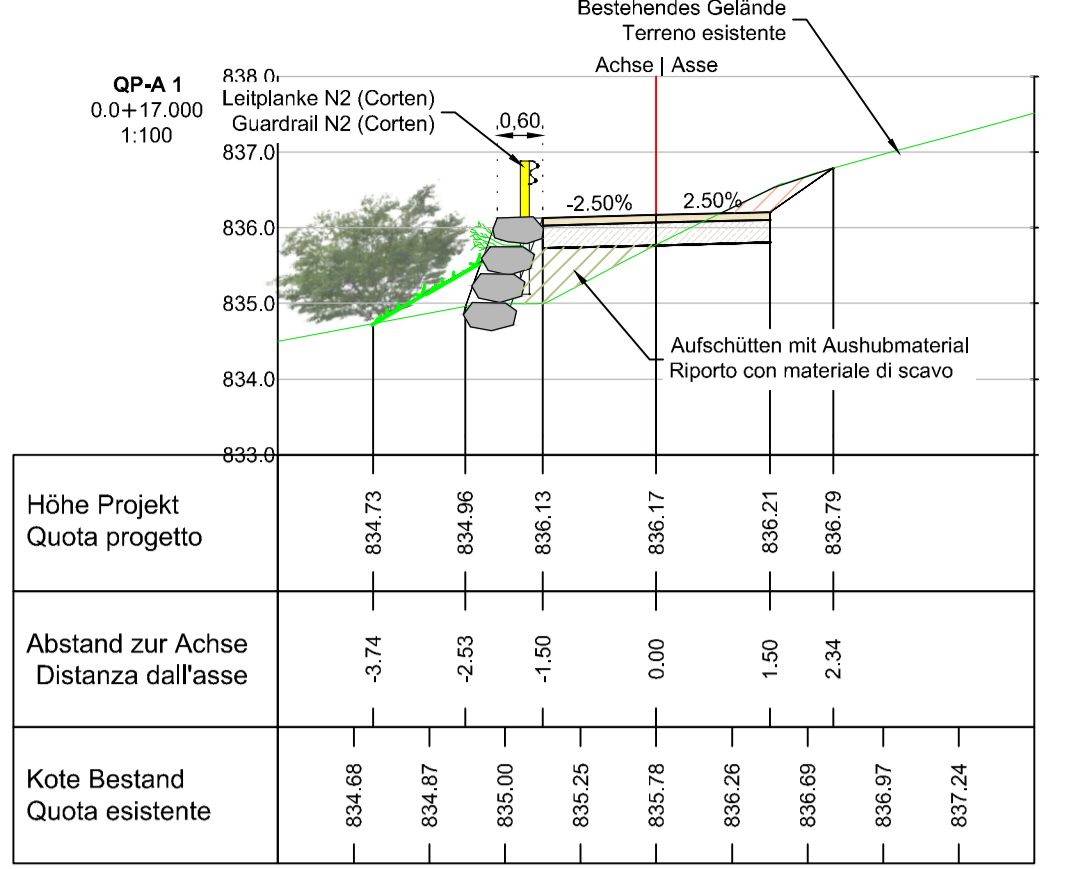 Bestehendes Gelände
Terreno esistente
Achse | Asse
QP-A 1
0.0+17.000
1:100
838.0
Leitplanke N2 (Corten)
Guardrail N2 (Corten)
0,60
837.0
-2.50%
2.50%
836.0
835.0
Aufschütten mit Aushubmaterial
Riporto con materiale di scavo
834.0
833.0
Höhe Projekt
Quota progetto
834.73
834.96
836.13
836.17
836.21
836.79
Abstand zur Achse
Distanza dall'asse
-3.74
-2.53
-1.50
0.00
1.50
2.34
Kote Bestand
Quota esistente
834.68
834.87
835.00
835.25
835.78
836.26
836.69
836.97
837.24